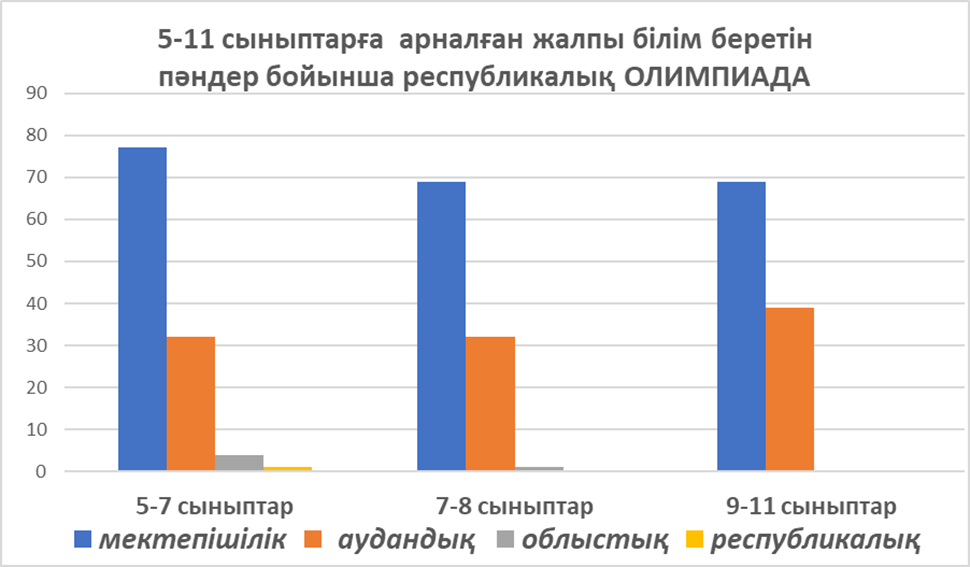 5-11 сыныптарға  арналған жалпы білім беретін
пәндер бойынша республикалық ОЛИМПИАДА
90
80
70
60
50
40
30
20
10
0
5-7 сыныптар
7-8 сыныптар
9-11 сыныптар
мектепішілік
аудандық
облыстық
республикалық